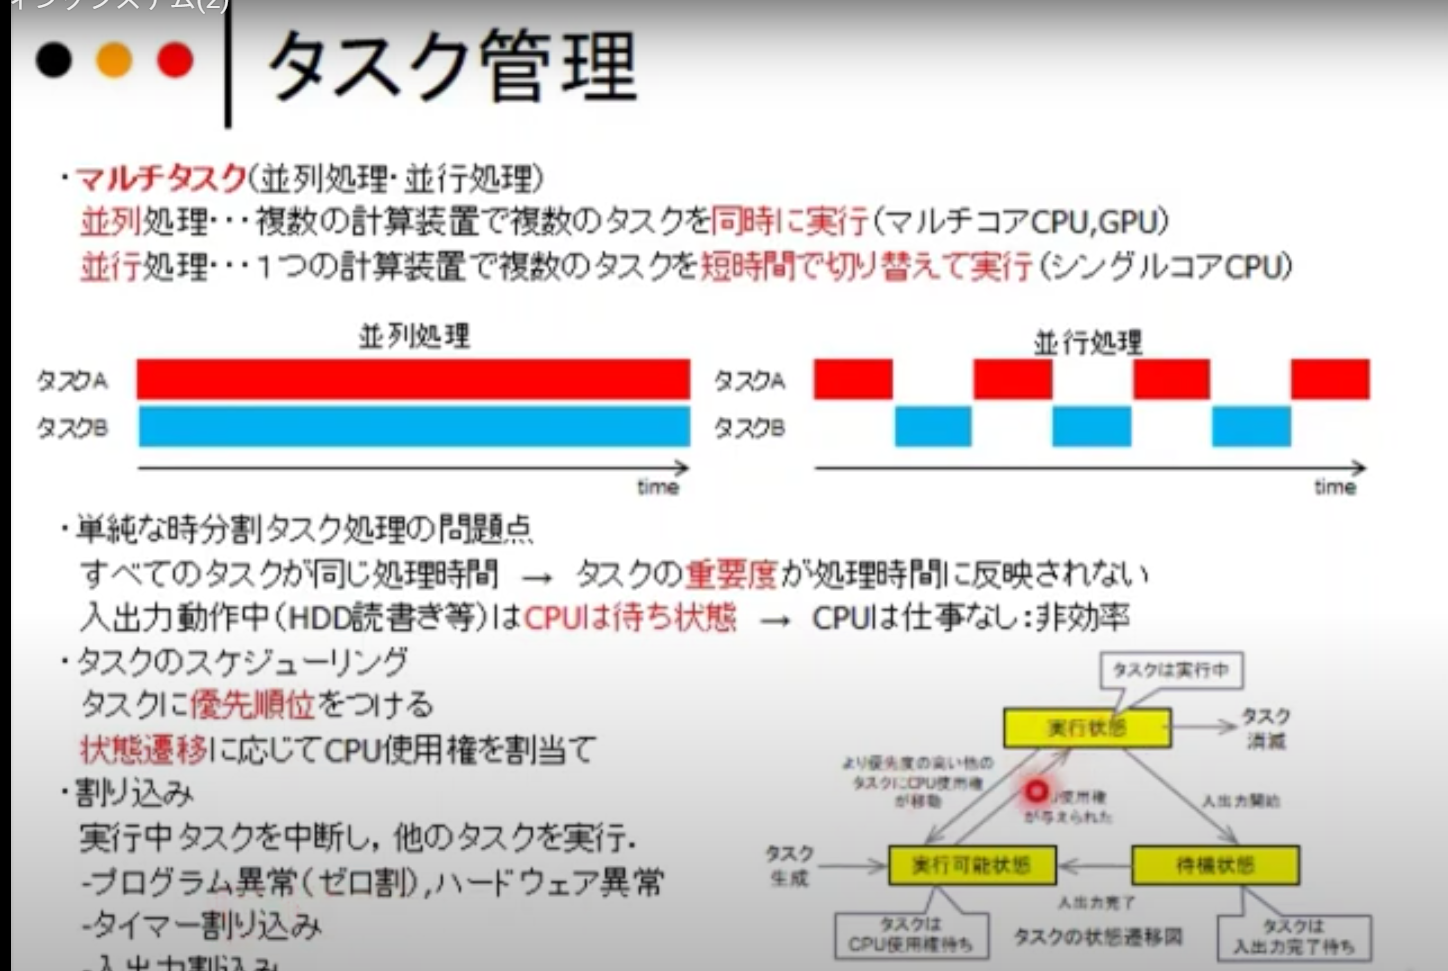 タスク管理
・マルチタスク(並列処理・並行処理)
並列処理・・・複数の計算装置で複数のタスクを同時に実行(マルチコアCPU,GPU)
並行処理・・・1つの計算装置で複数のタスクを短時間で切り替えて実行(シングルコアCPU)
並列処理
タスクA
タスクB
time
並行処理
タスクA
タスクB
time
・単純な時分割タスク処理の問題点
すべてのタスクが同じ処理時間 → タスクの重要度が処理時間に反映されない
入出力動作中(HDD読書き等)はCPUは待ち状態 → CPUは仕事なし:非効率
・タスクのスケジューリング
タスクに優先順位をつける
状態遷移に応じてCPU使用権を割当て
・割り込み
実行中タスクを中断し,他のタスクを実行.
-プログラム異常(ゼロ割),ハードウェア異常
-タイマー割り込み
-入出力割込み
タスクは実行中
実行状態
タスク
消滅
より優先度の高い他の
タスクにCPU使用権
が移動
使用権
が与えられた
入出力開始
タスク
生成
実行可能状態
待機状態
入出力完了
タスクは
CPU使用権待ち
タスクの状態遷移図
タスクは
入出力完了待ち